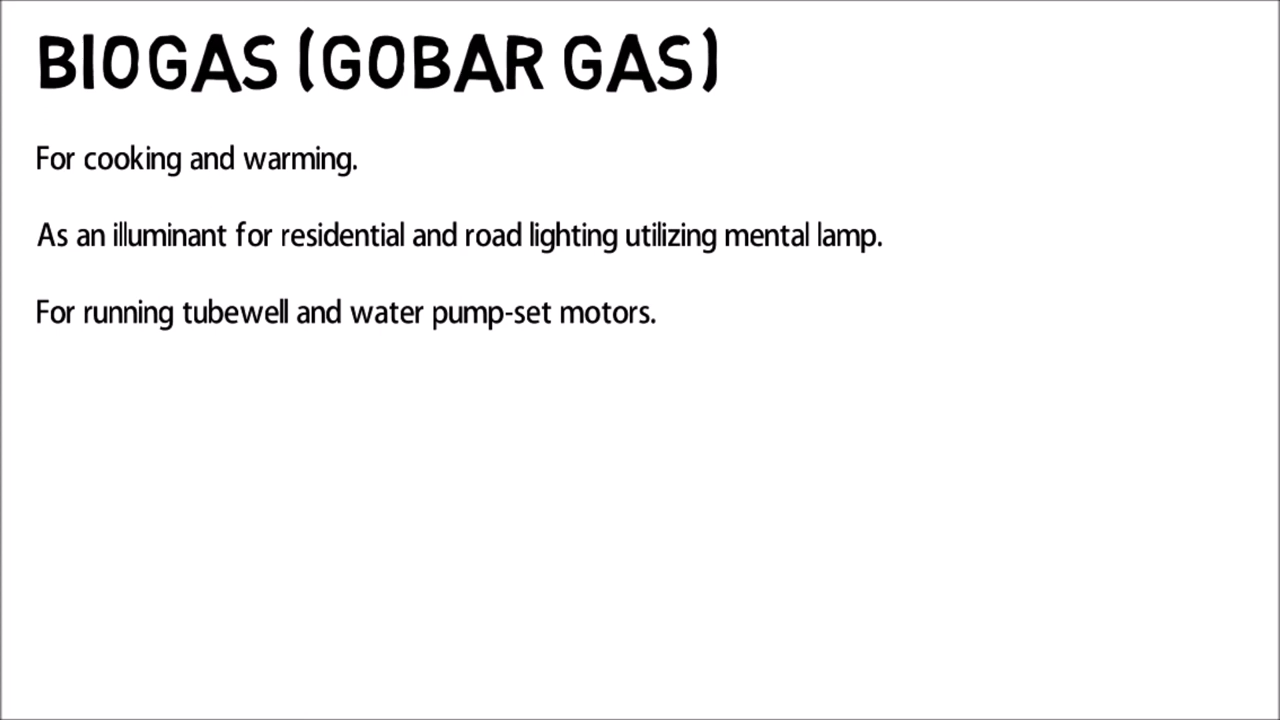 BIOGAS (GOBAR GAS)
For cooking and warming.
As an illuminant for residential and road lighting utilizing mental lamp.
For running tubewell and water pump-set motors.